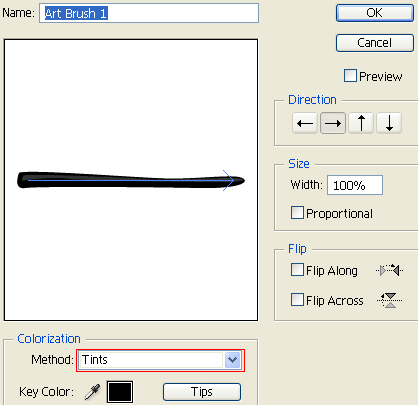 Name: Art Brush 1
OK
Cancel
Preview
Direction
Size
Width: 100%
Proportional
Flip
Flip Along
Flip Across
Colorization
Method: Tints
Key Color:
Tips